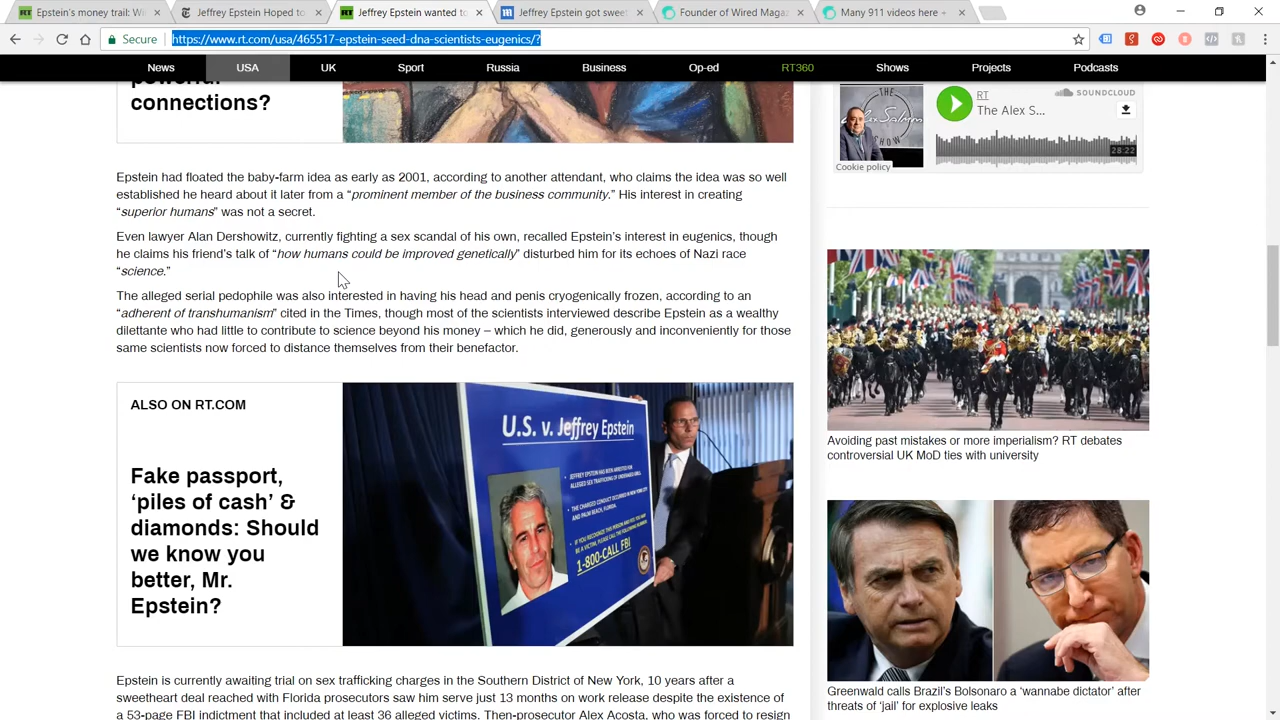 Epstein's money trail: Wi
Jeffrey Epstein Hoped to
Jeffrey Epstein wanted to
Jeffrey Epstein got sweet
Founder of Wired Maga
Many 911 videos here +
Secure
https://www.rt.com/usa/465517-epstein-seed-dna-scientists-eugenics/?
News
USA
UK
Sport
Russia
Business
Op-ed
RT360
Shows
Projects
Podcasts
powerful
connections?
Epstein floated the baby-farm idea as early as 2001, according to another attendant, who claims the idea was so well
established he heard about it later from a “prominent member of the business community.” His interest in creating
“superior humans” was not a secret.
Even lawyer Alan Dershowitz, currently fighting a sex scandal of his own, recalled Epstein’s interest in eugenics, though
he claims his friend’s talk of “how humans could be improved genetically” disturbed him for its echoes of Nazi race
“science.”
The alleged serial pedophile was also interested in having his head and penis cryogenically frozen, according to an
“adherent of transhumanism” cited in the Times, though most of the scientists interviewed describe Epstein as a wealthy
dilettante who had little to contribute to science beyond his money – which he did, generously and inconveniently for those
same scientists now forced to distance themselves from their benefactor.
ALSO ON RT.COM
Fake passport,
‘piles of cash’ &
diamonds: Should
we know you
better, Mr.
Epstein?
U.S. v. Jeffrey Epstein
1-800-CALL FBI
Epstein is currently awaiting trial on sex trafficking charges in the Southern District of New York, 10 years after a
sweetheart deal reached with Florida prosecutors saw him serve just 13 months on work release despite the existence of
a 53-page FBI indictment that included at least 36 alleged victims. Then-prosecutor Alex Acosta, who was forced to resign
THE
Alex Salmond
SHOW
RT
The Alex S...
SOUNDCLOUD
28:22
Cookie policy
Avoiding past mistakes or more imperialism? RT debates
controversial UK MoD ties with university
Greenwald calls Brazil’s Bolsonaro a ‘wannabe dictator’ after
threats of ‘jail’ for explosive leaks